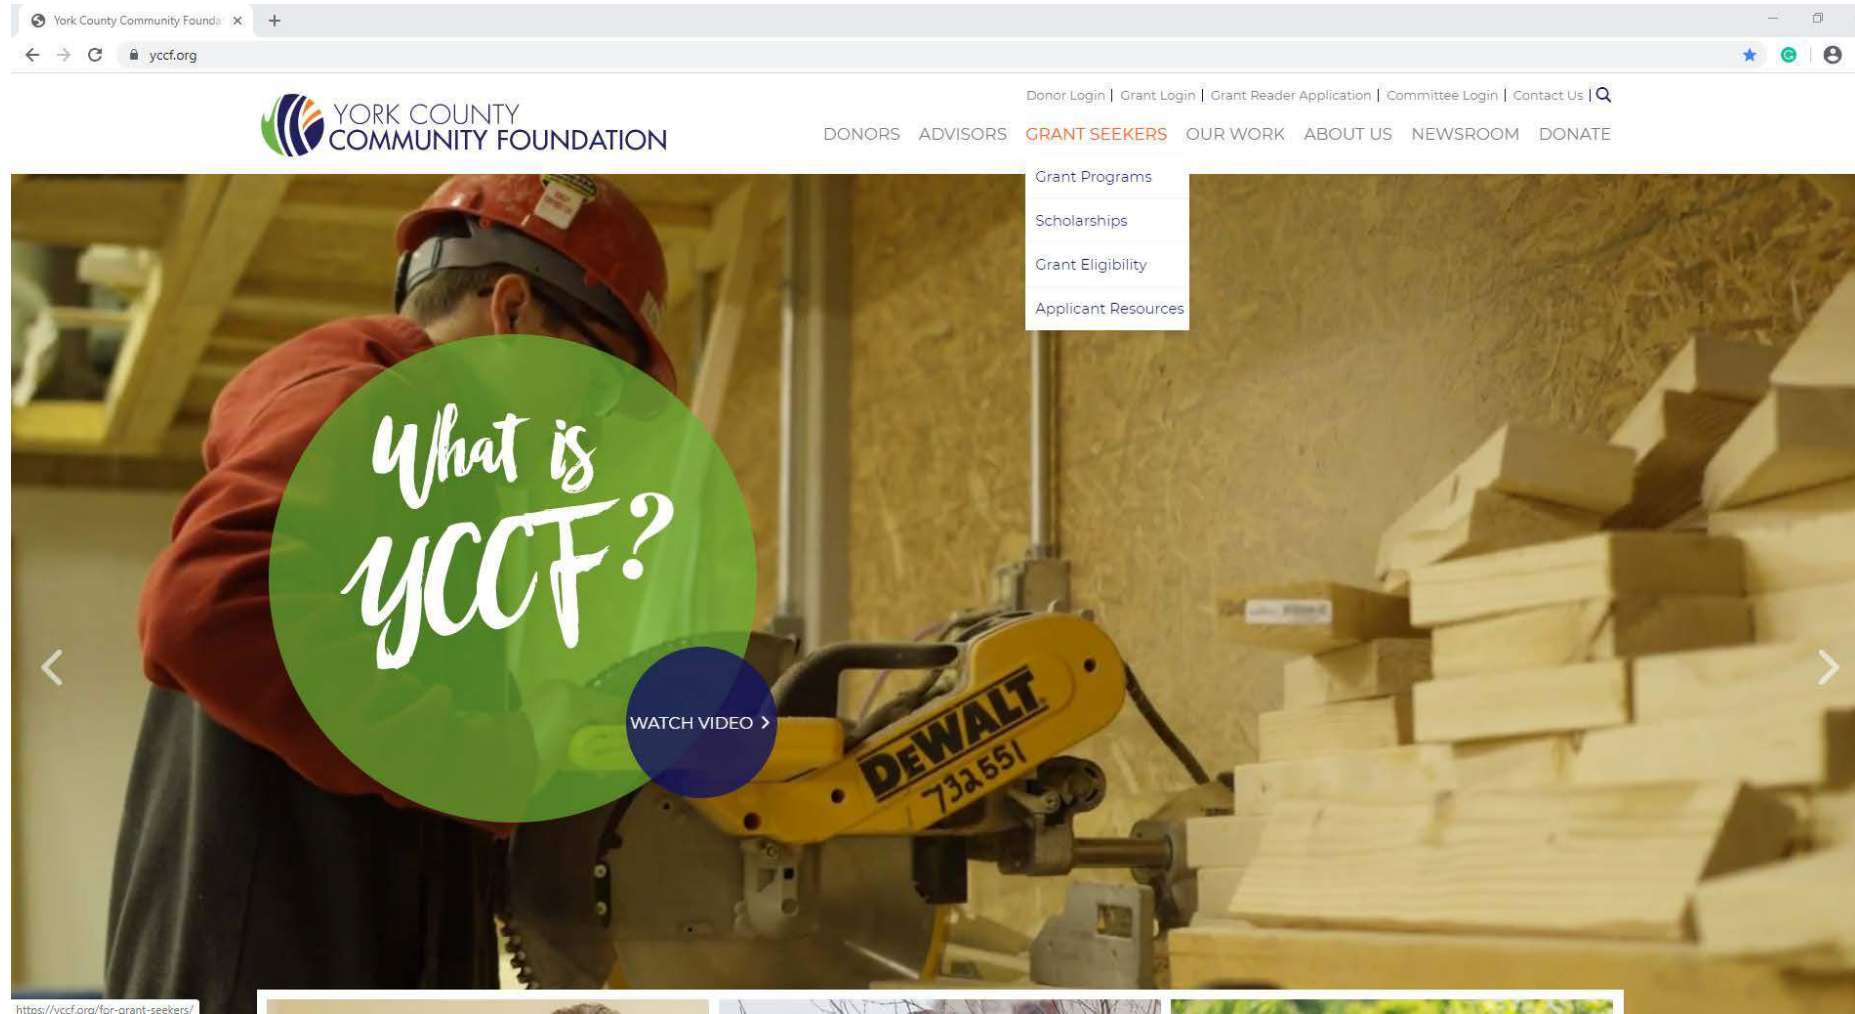 York County Community Founda
yccf.org
Donor Login | Grant Login | Grant Reader Application | Committee Login | Contact Us |
YORK COUNTY
COMMUNITY FOUNDATION
DONORS ADVISORS GRANT SEEKERS OUR WORK ABOUT US NEWSROOM DONATE
Grant Programs
Scholarships
Grant Eligibility
Applicant Resources
What is
YCCF?
WATCH VIDEO >
DEWALT
732551
https://yccf.org/for-grant-seekers/